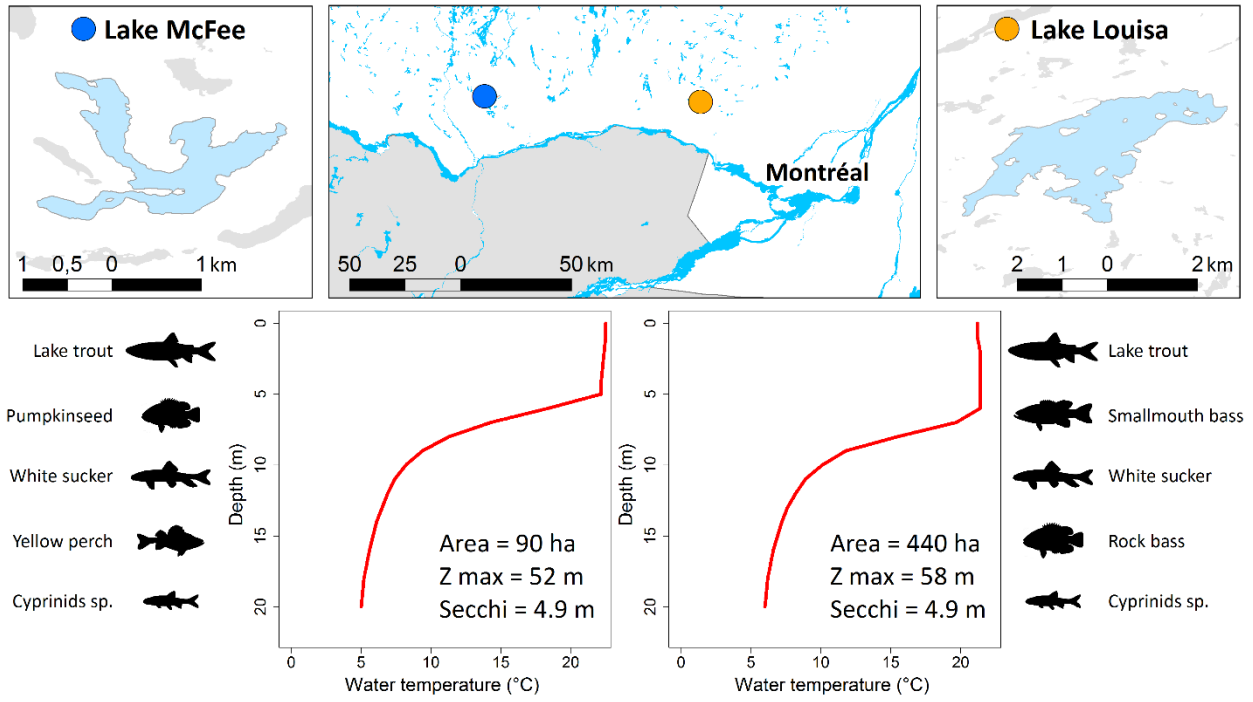 Lake McFee
1 0,5 0 1 km
Montréal
50 25 0 50 km
Lake Louisa
2 1 0 2 km
Lake trout
Pumpkinseed
White sucker
Yellow perch
Cyprinids sp.
Depth (m)
0
5
10
15
20
Area = 90 ha
Z max = 52 m
Secchi = 4.9 m
0 5 10 15 20
Water temperature (°C)
Depth (m)
0
5
10
15
20
Area = 440 ha
Z max = 58 m
Secchi = 4.9 m
0 5 10 15 20
Water temperature (°C)
Lake trout
Smallmouth bass
White sucker
Rock bass
Cyprinids sp.